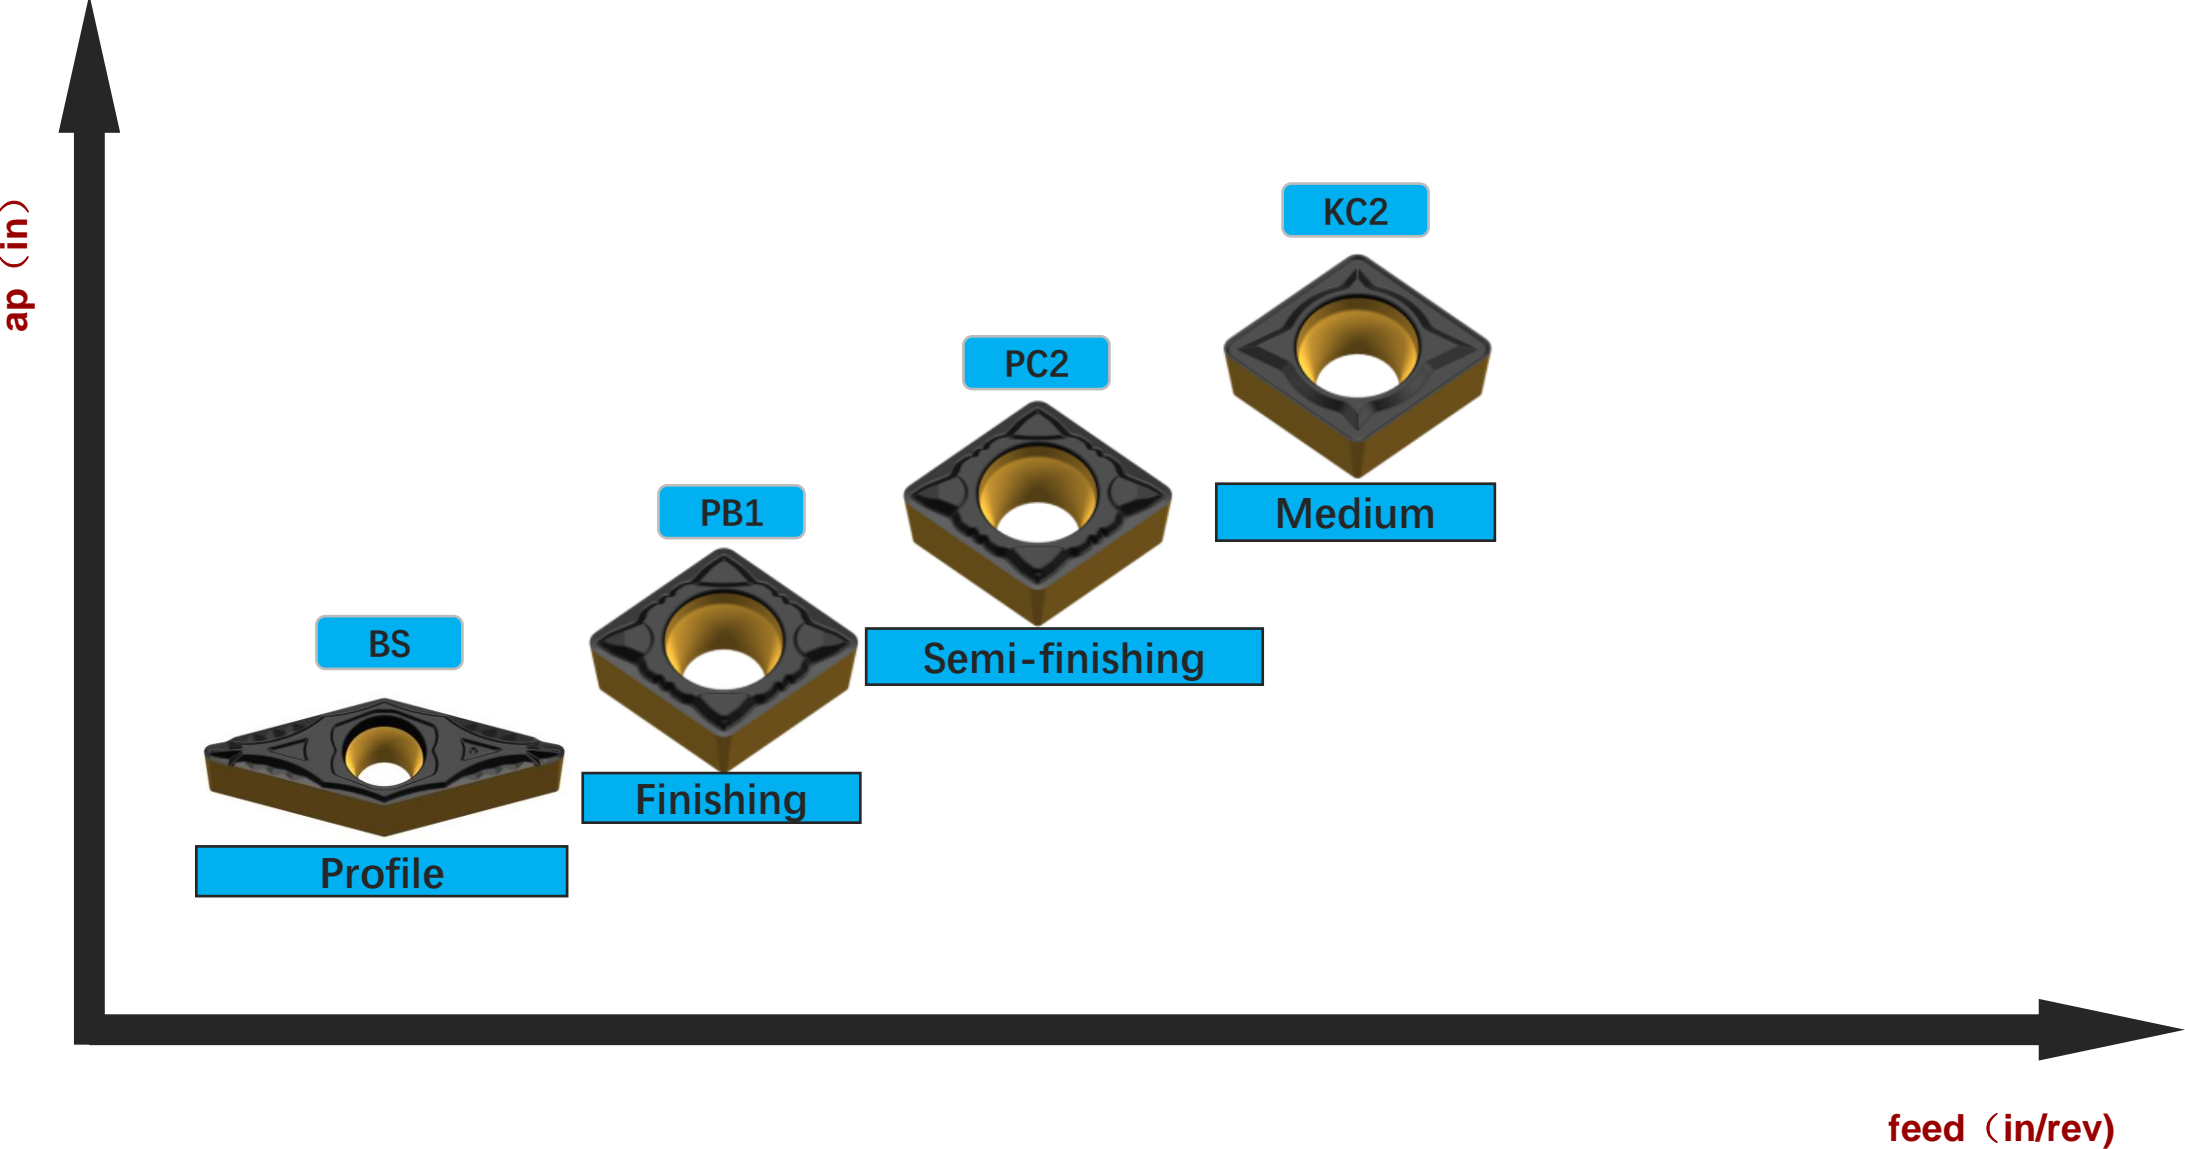 KC2
ap（in）
PC2
PB1
Medium
BS
Semi-finishing
Finishing
Profile
feed（in/rev)